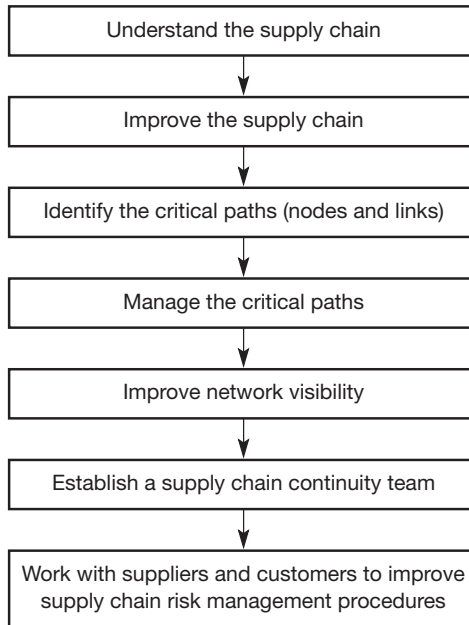 Understand the supply chain
Improve the supply chain
Identify the critical paths (nodes and links)
Manage the critical paths
Improve network visibility
Establish a supply chain continuity team
Work with suppliers and customers to improve
supply chain risk management procedures